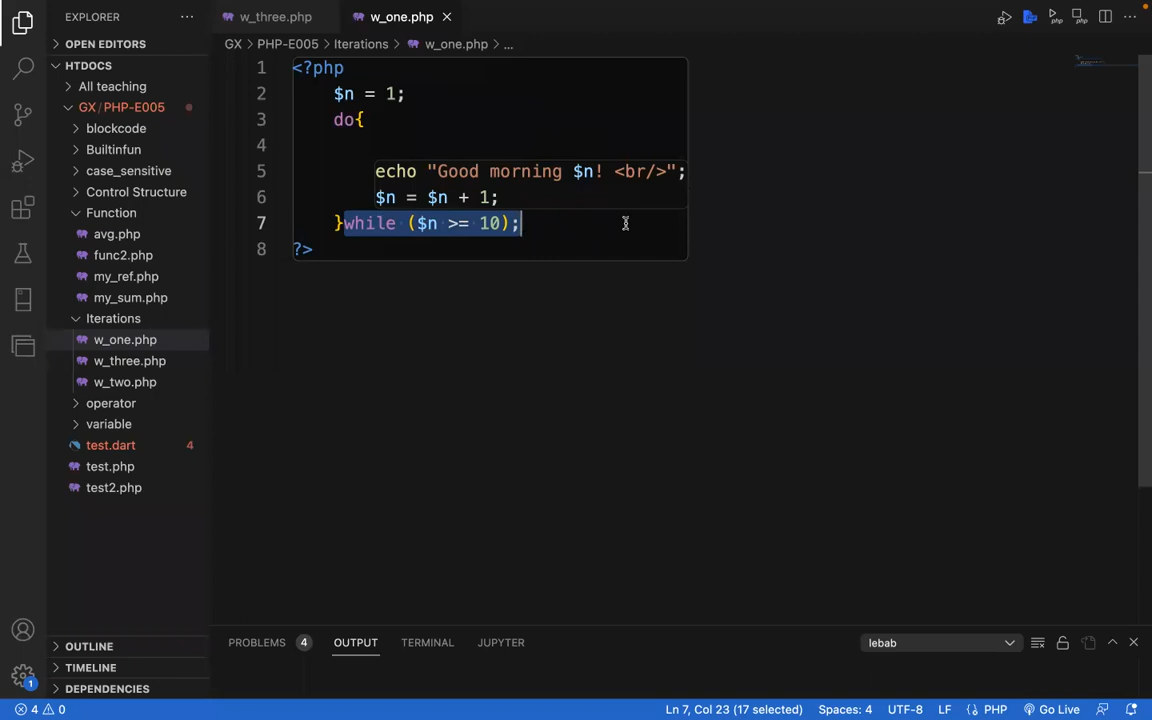 EXPLORER
w_three.php
w_one.php
OPEN EDITORS
GX > PHP-E005 > Iterations > w_one.php > ...
HTDOCS
All teaching
GX / PHP-E005
blockcode
Builtinfun
case_sensitive
Control Structure
Function
avg.php
func2.php
my_ref.php
my_sum.php
Iterations
w_one.php
w_three.php
w_two.php
operator
variable
test.dart 4
test.php
test2.php
OUTLINE
TIMELINE
DEPENDENCIES
1 <?php
2 $n = 1;
3 do{
4
5 echo "Good morning $n! <br/>";
6 $n = $n + 1;
7 }while ($n >= 10);
8 ?>
PROBLEMS 4 OUTPUT TERMINAL JUPYTER
lebab
1
4 0
Ln 7, Col 23 (17 selected) Spaces: 4 UTF-8 LF {} PHP Go Live